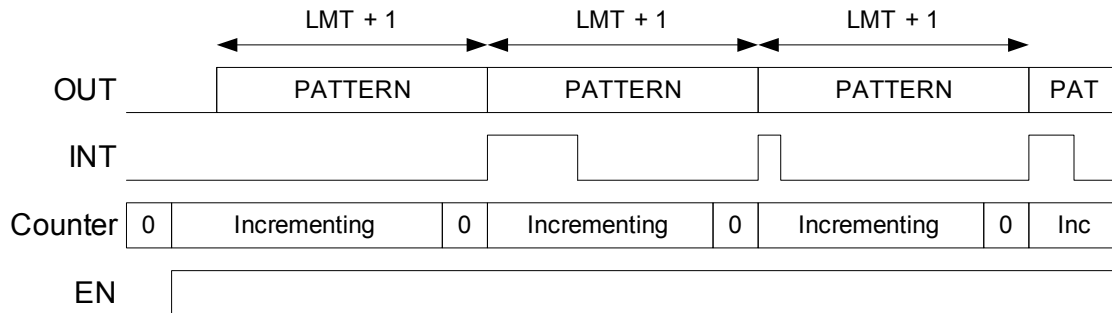 LMT + 1 LMT + 1 LMT + 1
OUT PATTERN PATTERN PATTERN PAT
INT
Counter 0 Incrementing 0 Incrementing 0 Incrementing 0 Inc
EN